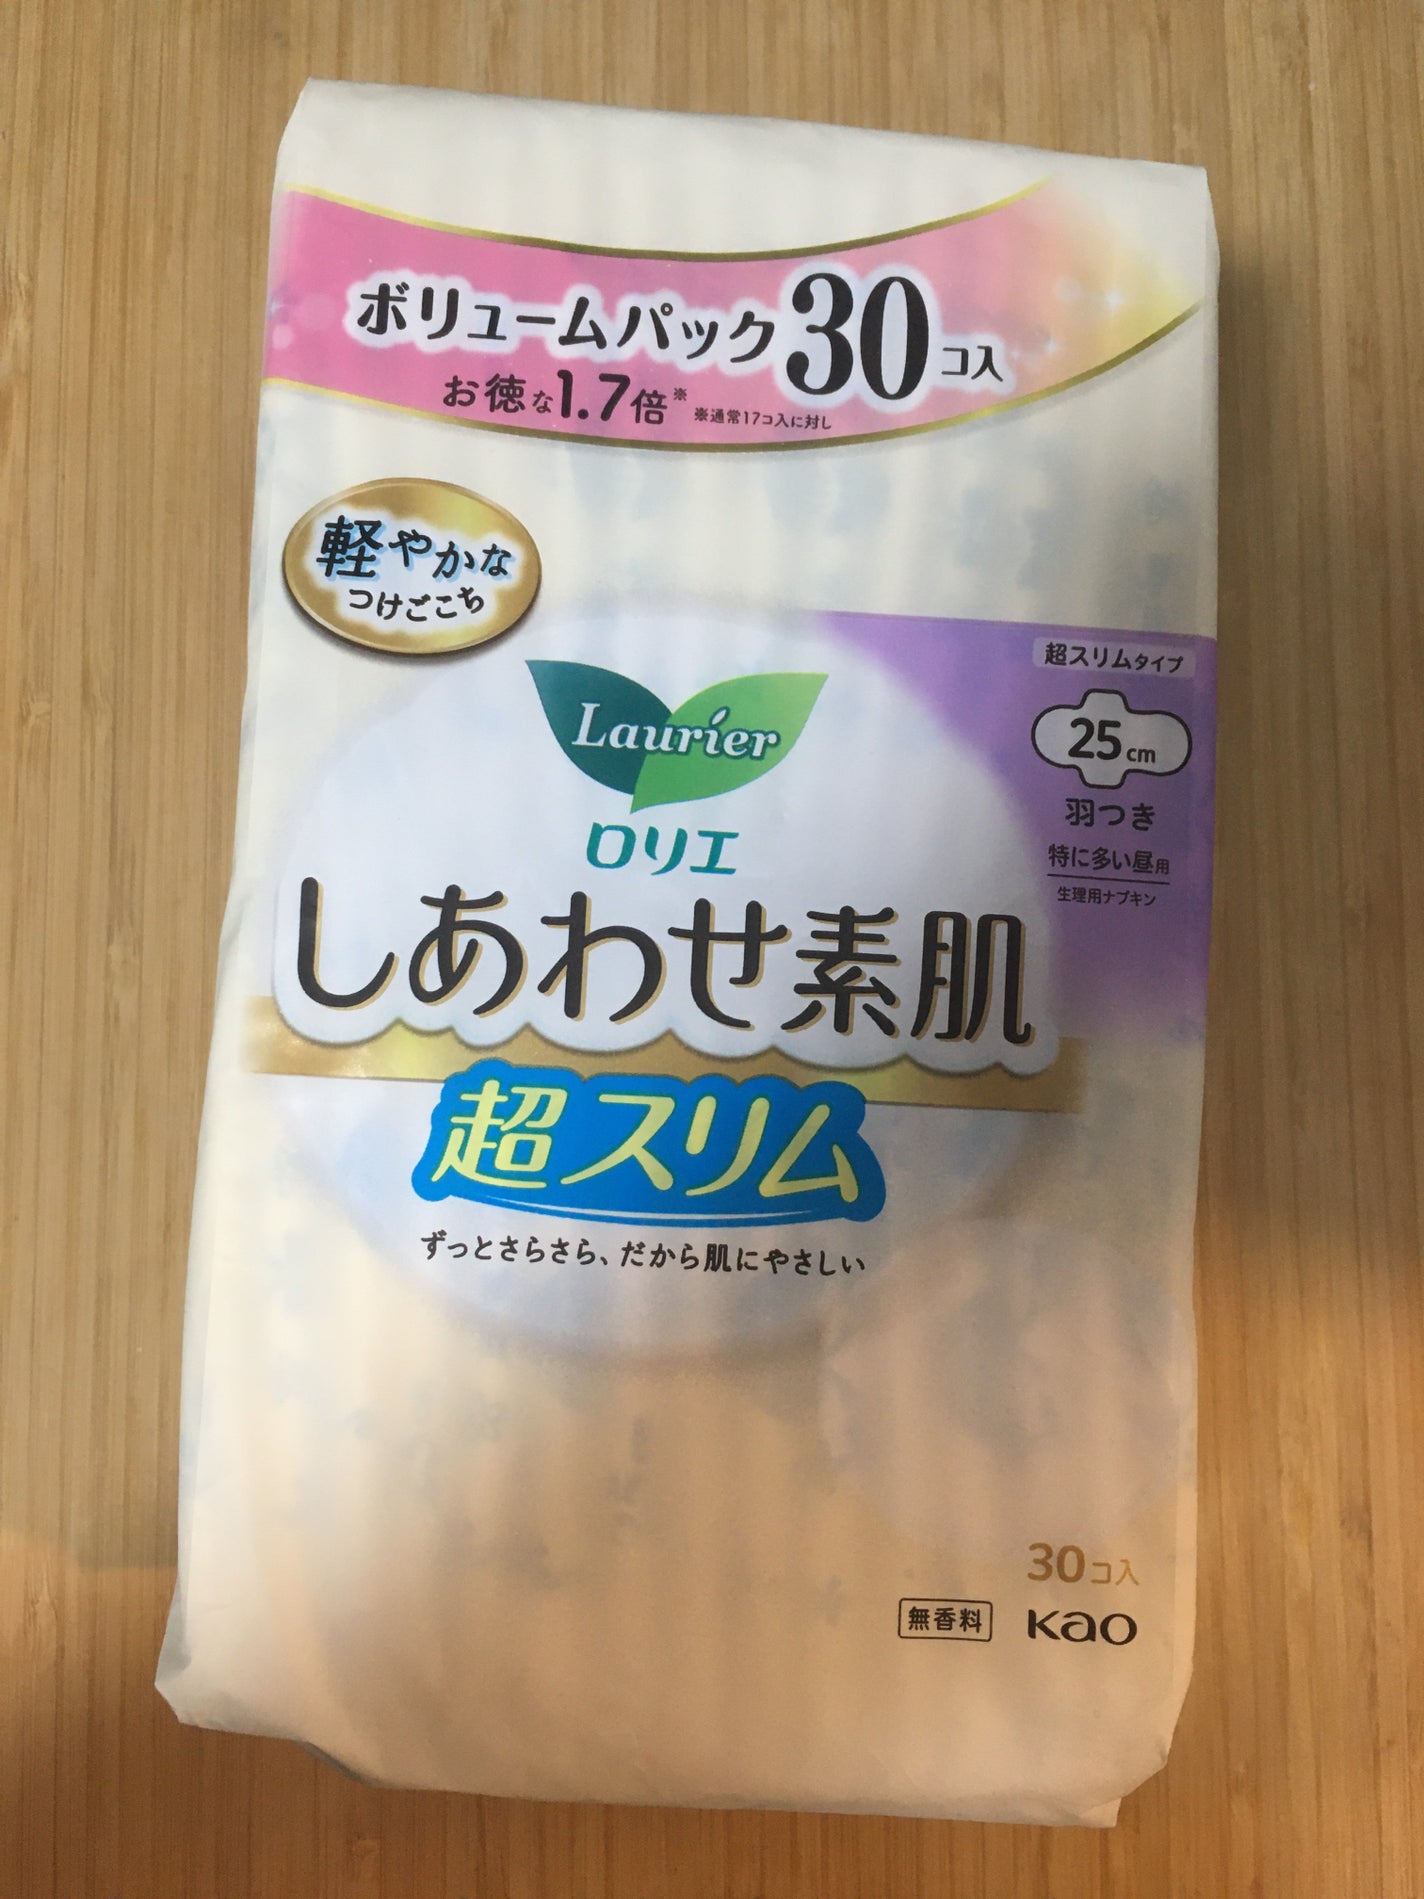 ボリュームパック30コ入
お徳な1.7倍※ ※通常17コ入に対し
軽やかな
つけごこち
超スリムタイプ
25cm
羽つき
特に多い昼用
生理用ナプキン
Laurier
ロリエ
しあわせ素肌
超スリム
ずっとさらさら、だから肌にやさしい
30コ入
無香料 Kao